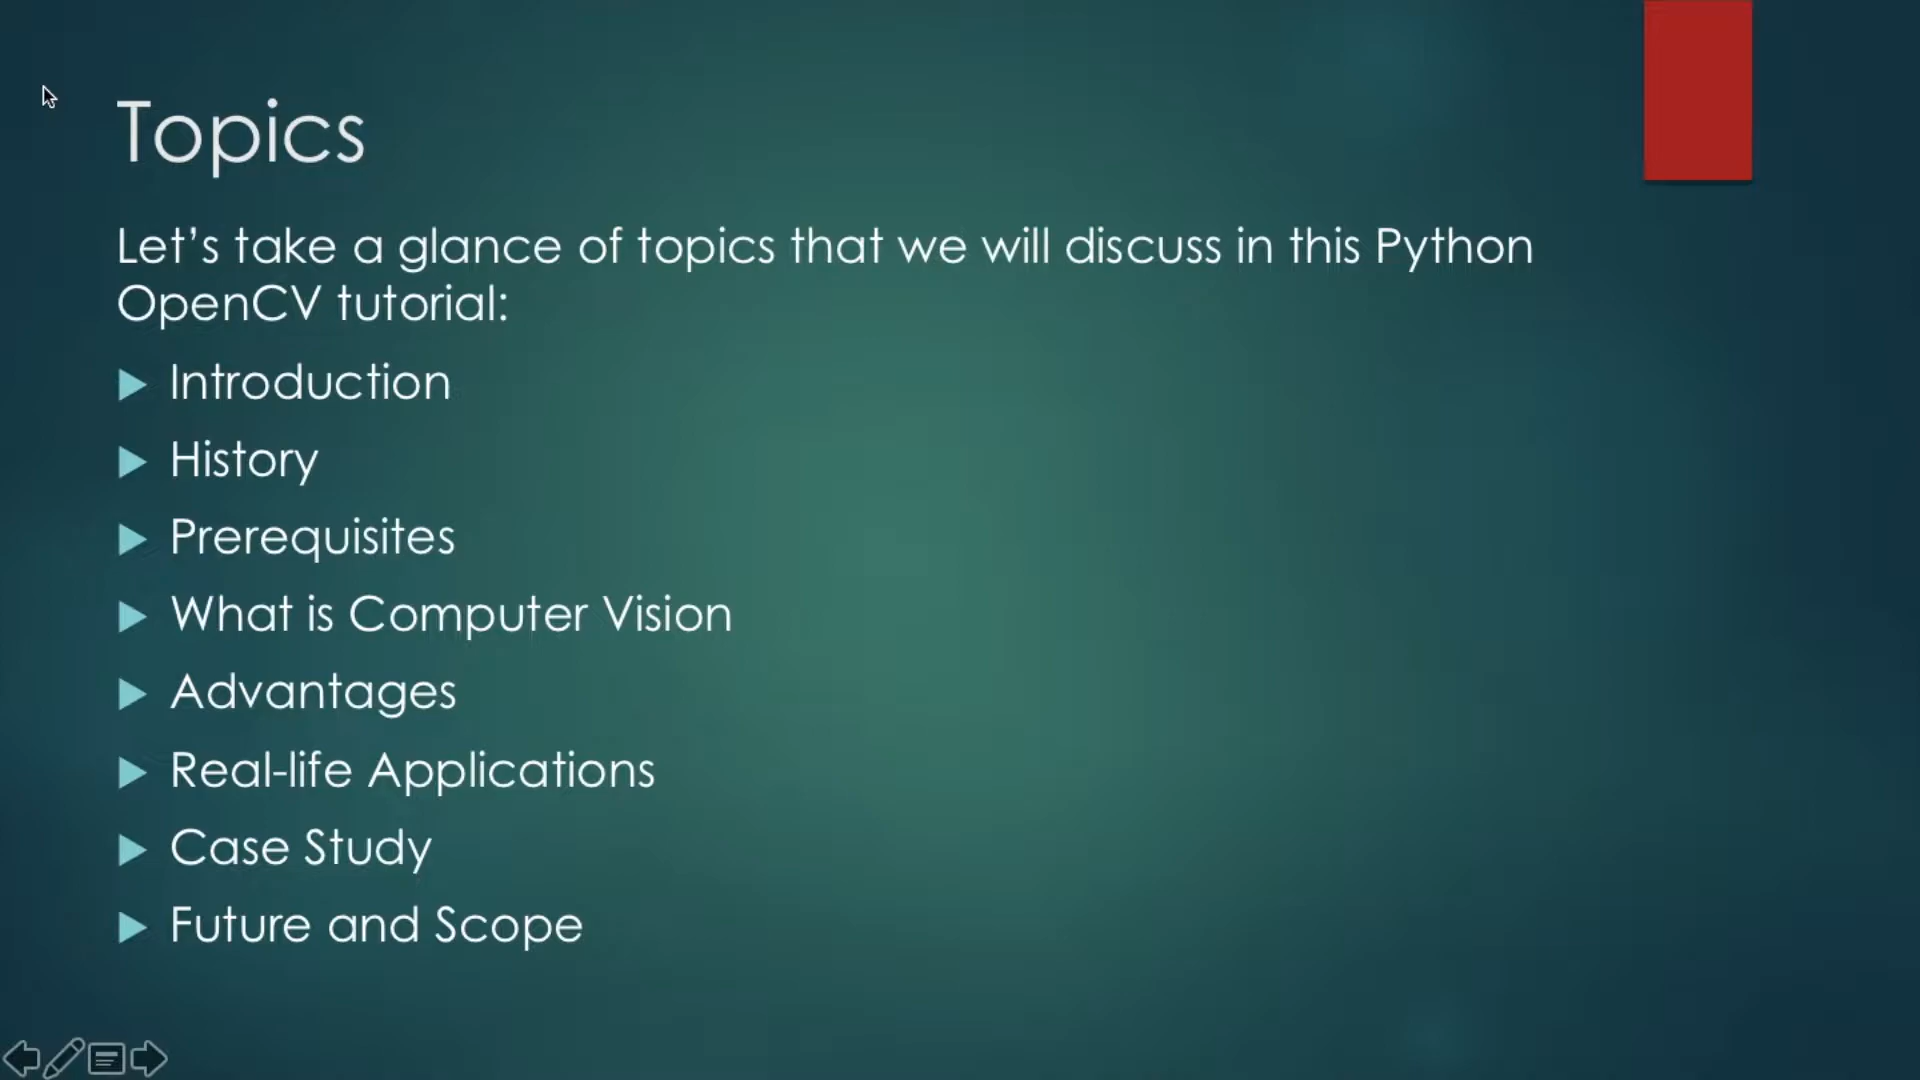 Topics
Let’s take a glance of topics that we will discuss in this Python
OpenCV tutorial:
Introduction
History
Prerequisites
What is Computer Vision
Advantages
Real-life Applications
Case Study
Future and Scope